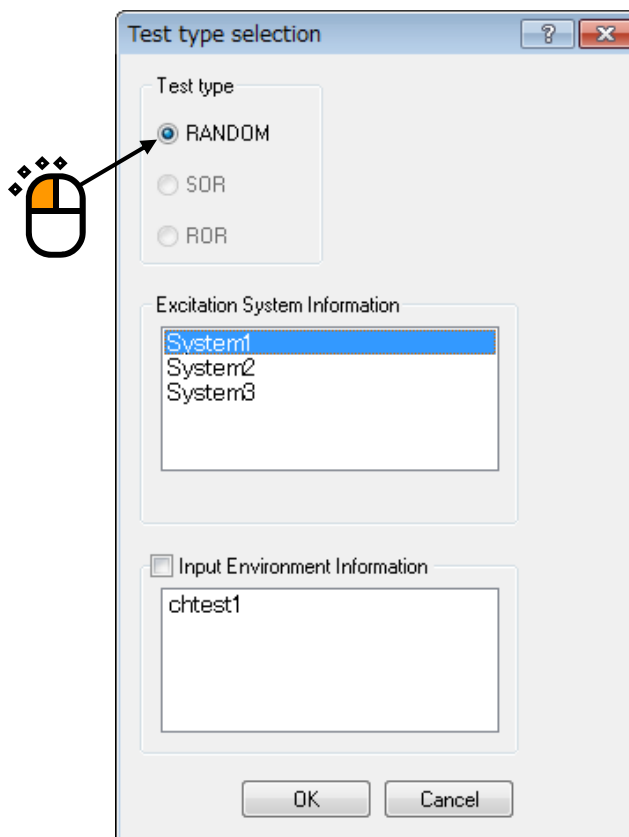 Test type selection
Test type
RANDOM
SOR
ROR
Excitation System Information
System1
System2
System3
Input Environment Information
chtest1
OK
Cancel